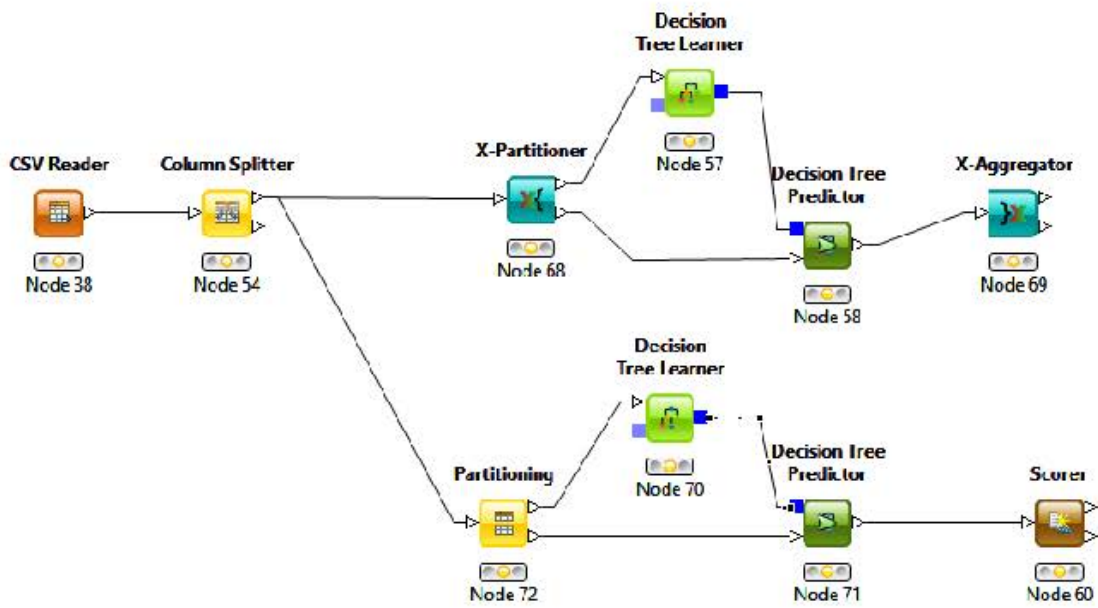 Decision
Tree Learner
Node 57
CSV Reader
Node 38
Column Splitter
Node 54
X-Partitioner
Node 68
Decision Tree
Predictor
Node 58
X-Aggregator
Node 69
Decision
Tree Learner
Node 70
Partitioning
Node 72
Decision Tree
Predictor
Node 71
Scorer
Node 60